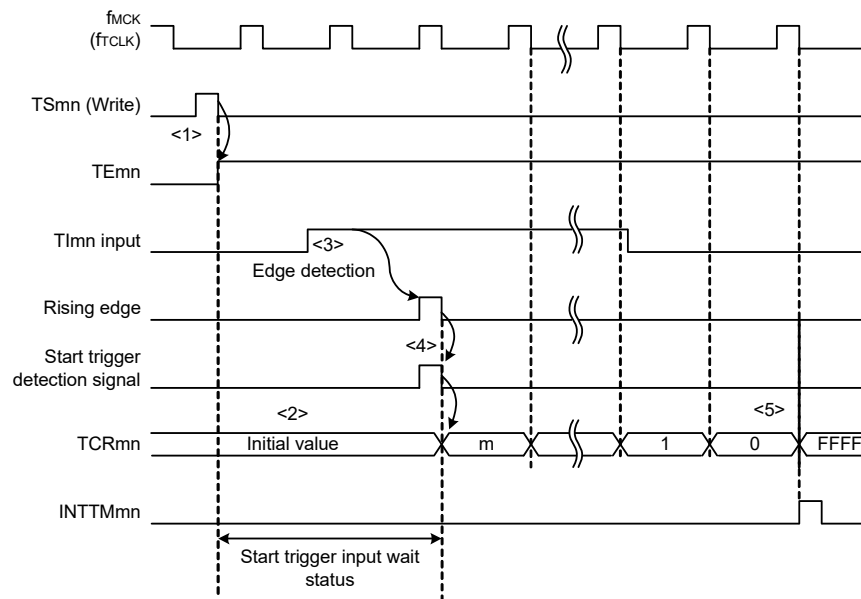 fMCK
(fTCLK)
TSmn (Write)
<1>
TEmn
TImn input
<3>
Edge detection
Rising edge
<4>
Start trigger
detection signal
<2>
<5>
TCRmn
Initial value
m
1
0
FFFF
INTTMmn
Start trigger input wait
status